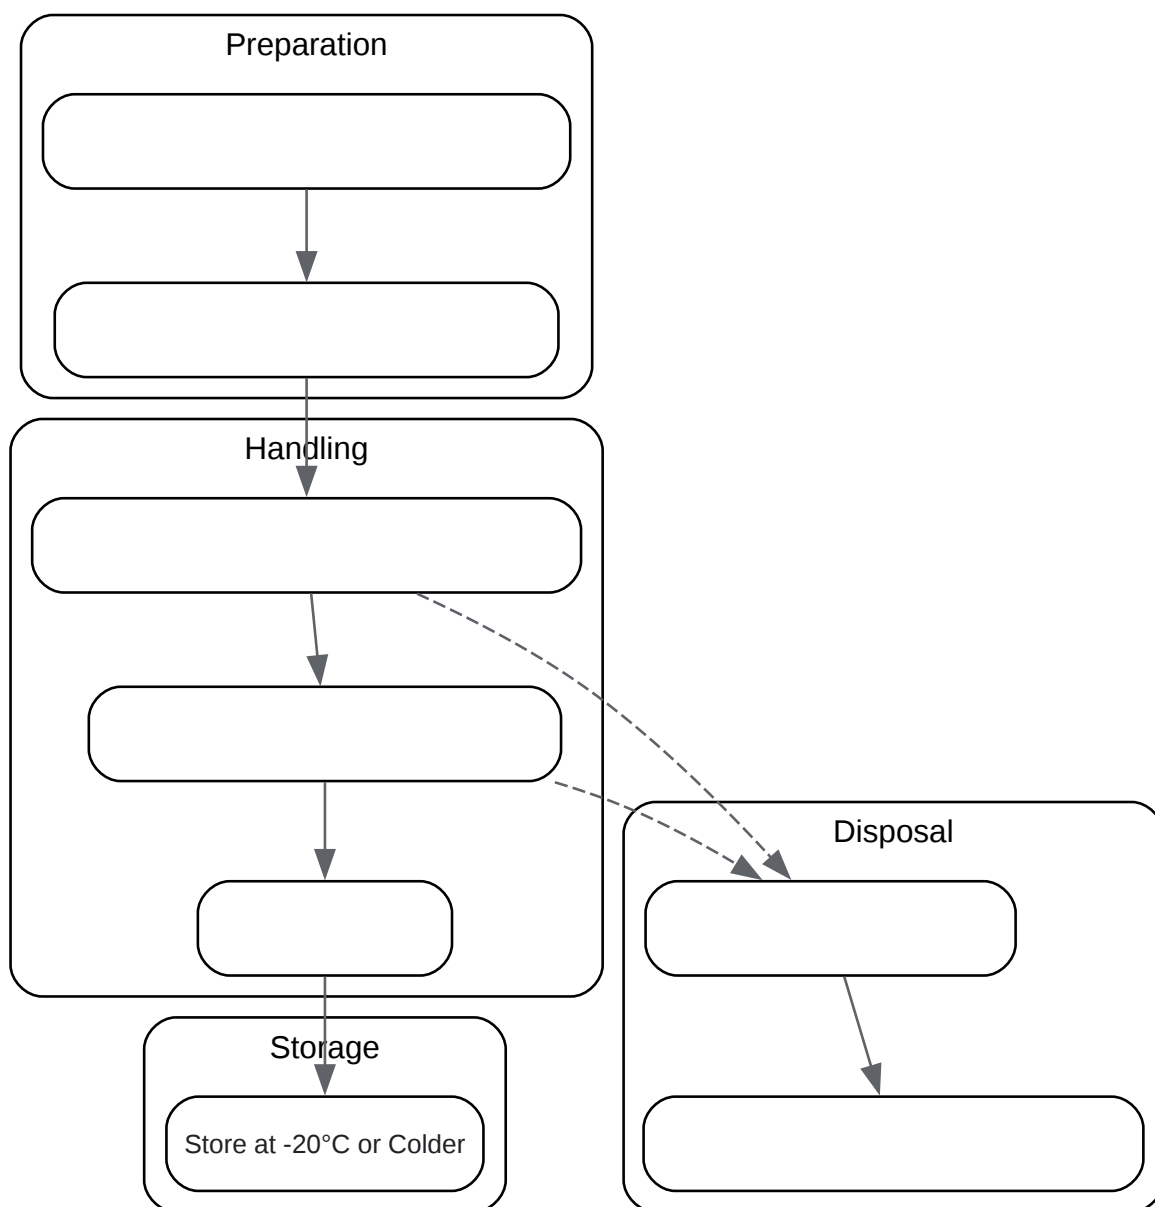 Preparation
Handling
Storage
Store at -20°C or Colder
Disposal